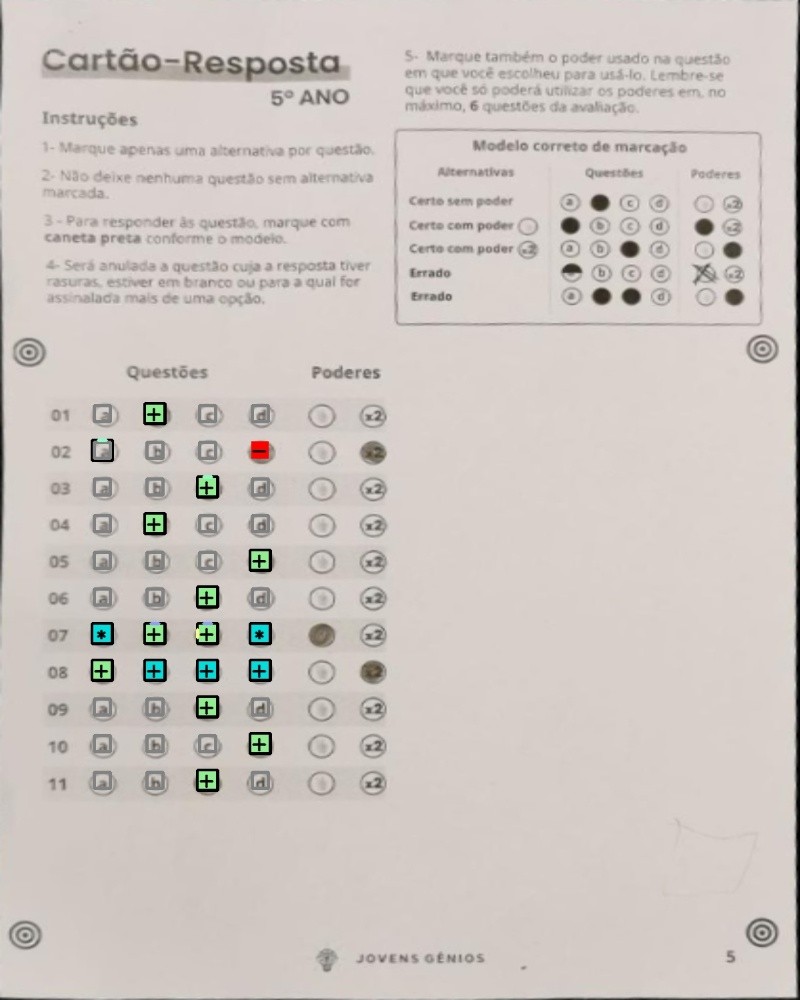 Cartão-Resposta
5º ANO
Instruções
1- Marque apenas uma alternativa por questão.
2- Não deixe nenhuma questão sem alternativa
marcada.
3 - Para responder às questão, marque com
caneta preta conforme o modelo.
4- Será anulada a questão cuja a resposta tiver
rasuras, estiver em branco ou para a qual for
assinalada mais de uma opção.
5- Marque também o poder usado na questão
em que você escolheu para usá-lo. Lembre-se
que você só poderá utilizar os poderes em, no
máximo, 6 questões da avaliação.
Modelo correto de marcação
Alternativas Questões Poderes
Certo sem poder a c d x2
Certo com poder b c d x2
Certo com poder x2 a b d
Errado b c d x2
Errado a d
Questões Poderes
01 a + c d x2
02 a b c − x2
03 a b + d x2
04 a + c d x2
05 a b c + x2
06 a b + d x2
07 * + + * x2
08 + + + + x2
09 a b + d x2
10 a b c + x2
11 a b + d x2
JOVENS GÊNIOS
5